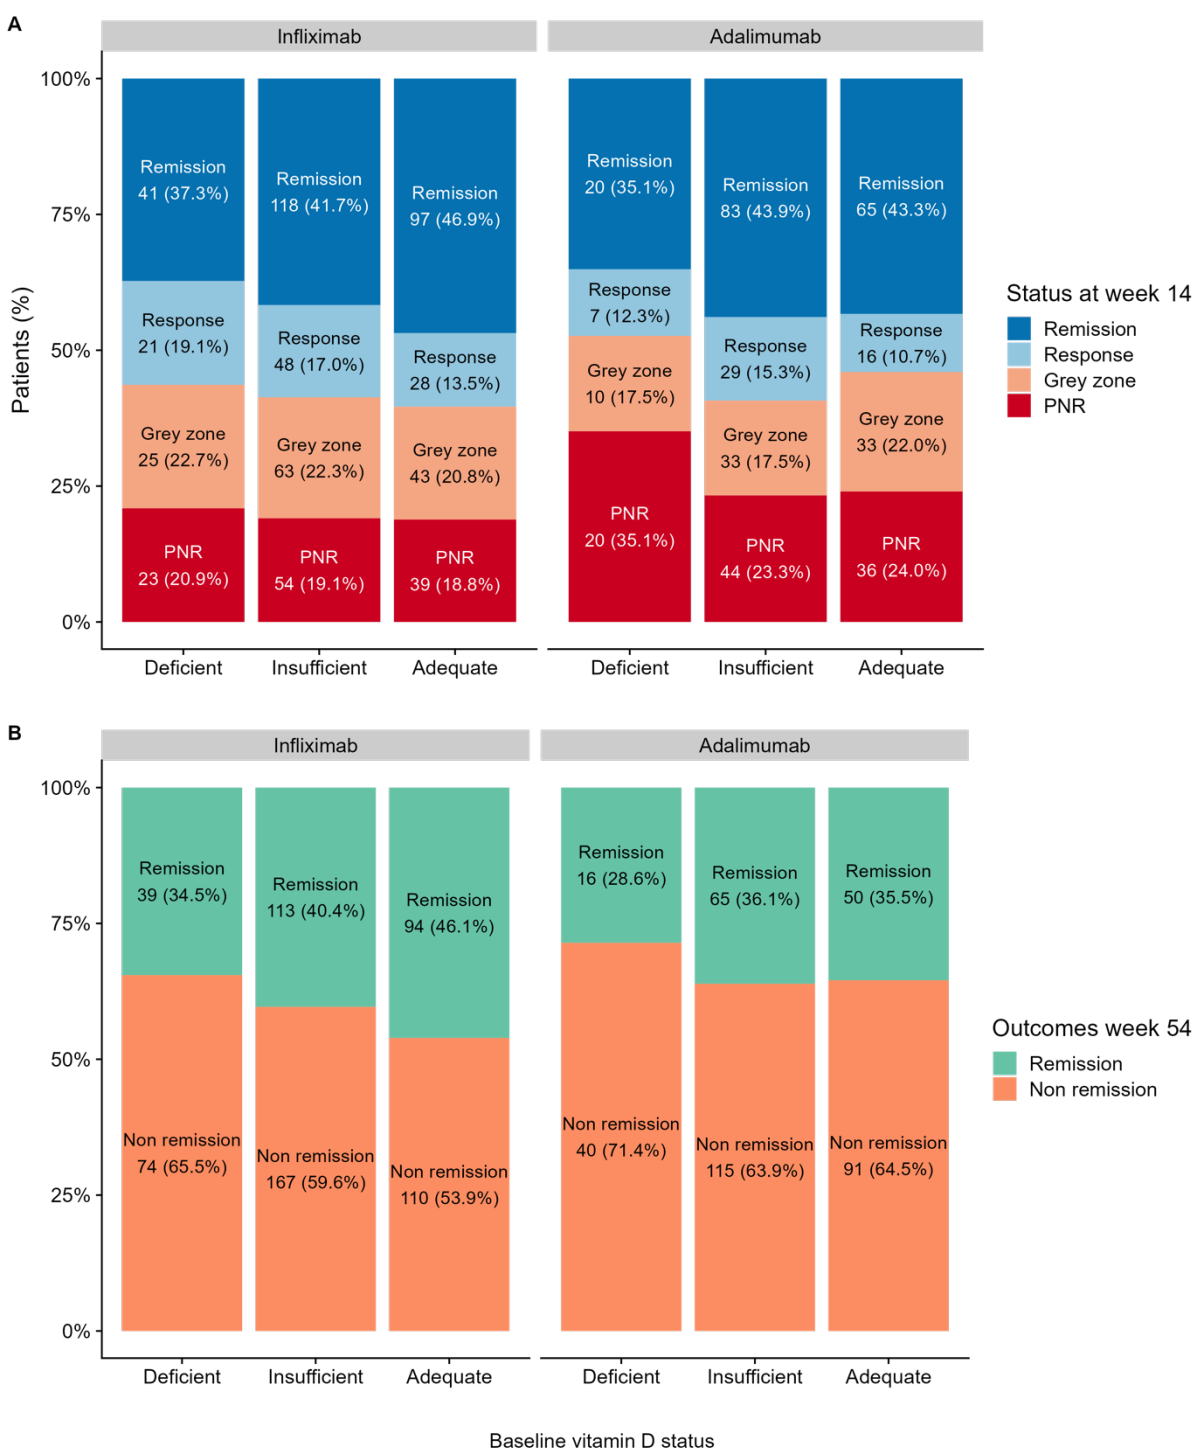 A
Infliximab
Adalimumab
Patients (%)
100%
75%
50%
25%
0%
Remission
41 (37.3%)
Response
21 (19.1%)
Grey zone
25 (22.7%)
PNR
23 (20.9%)
Remission
118 (41.7%)
Response
48 (17.0%)
Grey zone
63 (22.3%)
PNR
54 (19.1%)
Remission
97 (46.9%)
Response
28 (13.5%)
Grey zone
43 (20.8%)
PNR
39 (18.8%)
Remission
20 (35.1%)
Response
7 (12.3%)
Grey zone
10 (17.5%)
PNR
20 (35.1%)
Remission
83 (43.9%)
Response
29 (15.3%)
Grey zone
33 (17.5%)
PNR
44 (23.3%)
Remission
65 (43.3%)
Response
16 (10.7%)
Grey zone
33 (22.0%)
PNR
36 (24.0%)
Deficient
Insufficient
Adequate
Deficient
Insufficient
Adequate
Status at week 14
Remission
Response
Grey zone
PNR
B
Infliximab
Adalimumab
100%
75%
50%
25%
0%
Remission
39 (34.5%)
Non remission
74 (65.5%)
Remission
113 (40.4%)
Non remission
167 (59.6%)
Remission
94 (46.1%)
Non remission
110 (53.9%)
Remission
16 (28.6%)
Non remission
40 (71.4%)
Remission
65 (36.1%)
Non remission
115 (63.9%)
Remission
50 (35.5%)
Non remission
91 (64.5%)
Deficient
Insufficient
Adequate
Deficient
Insufficient
Adequate
Outcomes week 54
Remission
Non remission
Baseline vitamin D status